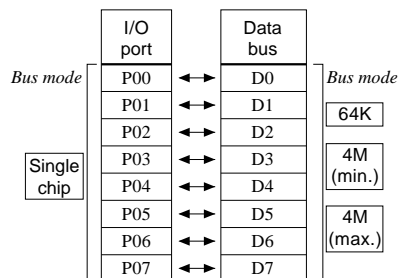 I/O port
Data bus
Bus mode
P00
D0
Bus mode
P01
D1
64K
P02
D2
Single chip
P03
D3
4M (min.)
P04
D4
P05
D5
4M (max.)
P06
D6
P07
D7